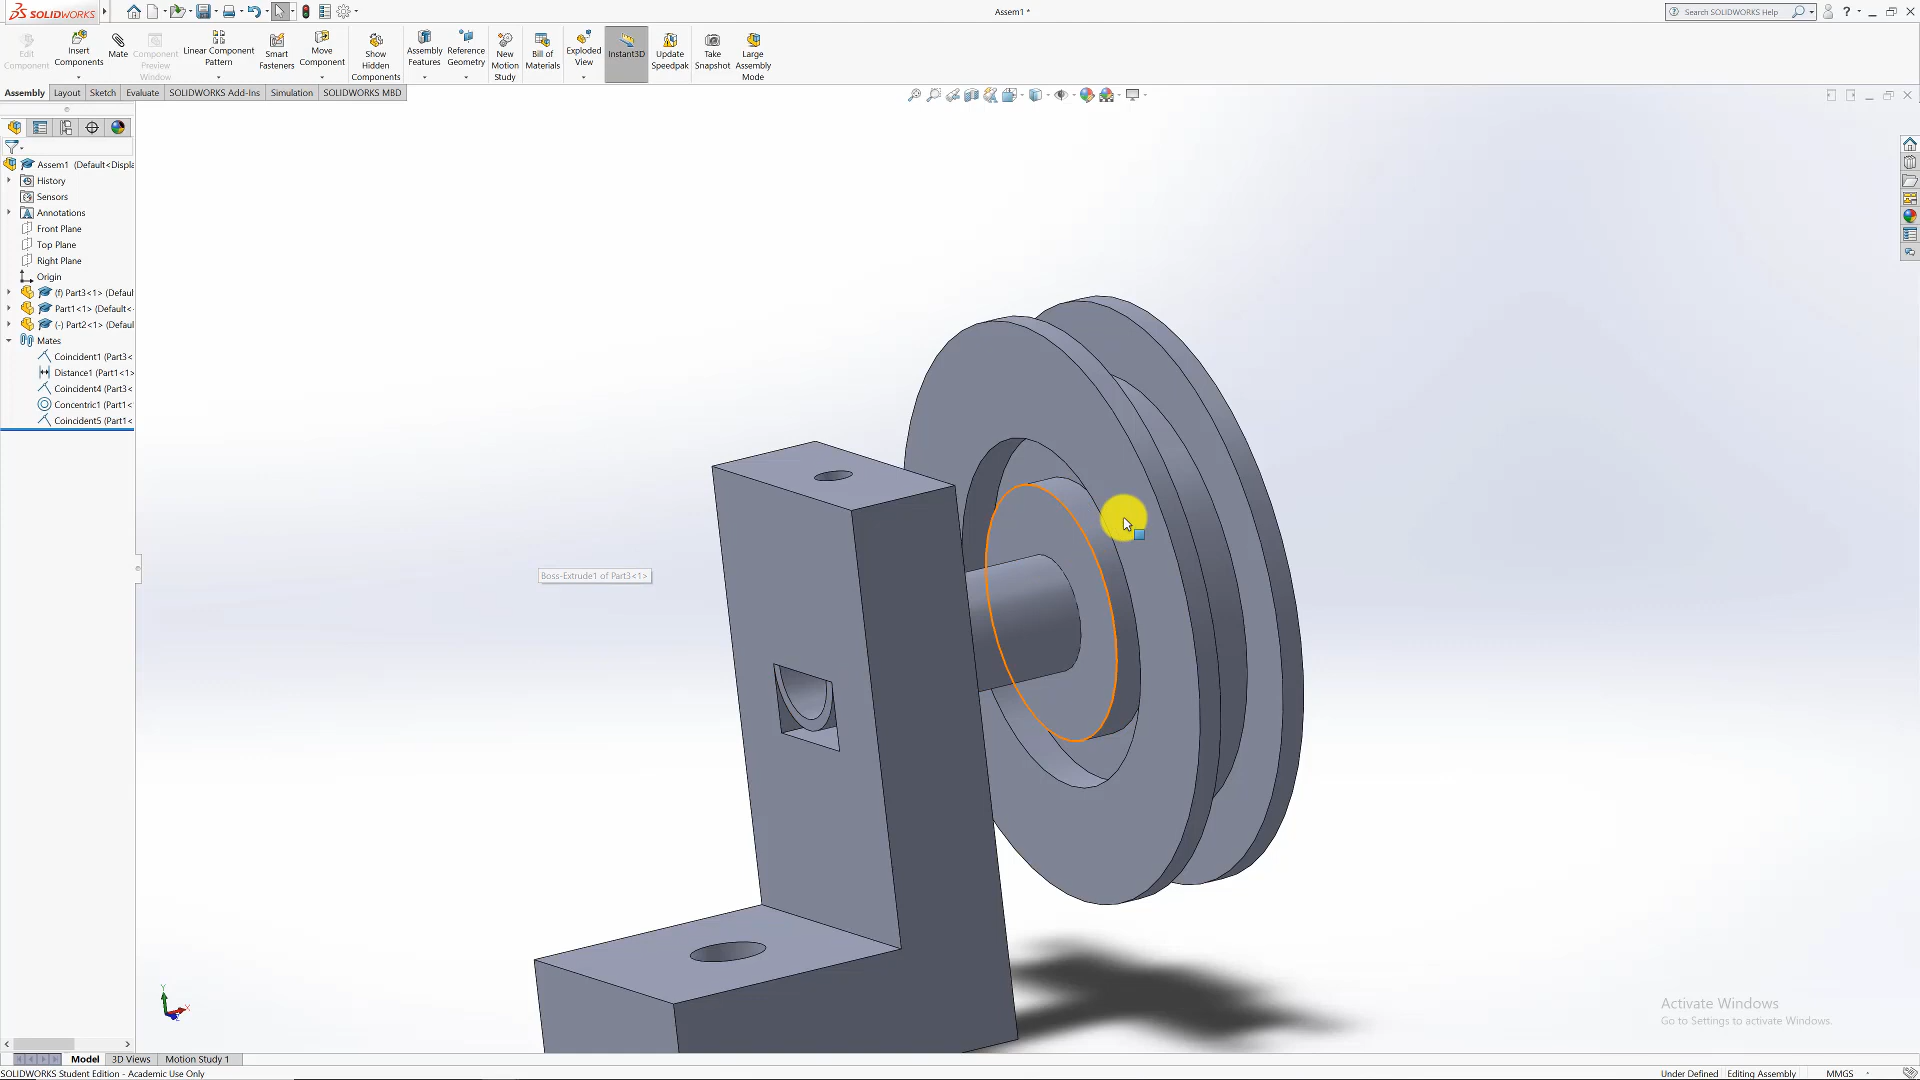 SOLIDWORKS
Assem1 *
Search SOLIDWORKS Help
Edit Component
Insert Components
Mate
Component Preview Window
Linear Component Pattern
Smart Fasteners
Move Component
Show Hidden Components
Assembly Features
Reference Geometry
New Motion Study
Bill of Materials
Exploded View
Instant3D
Update Speedpak
Take Snapshot
Large Assembly Mode
Assembly Layout Sketch Evaluate SOLIDWORKS Add-Ins Simulation SOLIDWORKS MBD
Assem1 (Default<Displa
History
Sensors
Annotations
Front Plane
Top Plane
Right Plane
Origin
(f) Part3<1> (Defaul
Part1<1> (Default<
(-) Part2<1> (Defaul
Mates
Coincident1 (Part3<
Distance1 (Part1<1>
Coincident4 (Part3<
Concentric1 (Part1<
Coincident5 (Part1<
Boss-Extrude1 of Part3<1>
Y
X
Activate Windows
Go to Settings to activate Windows.
Model 3D Views Motion Study 1
SOLIDWORKS Student Edition - Academic Use Only
Under Defined Editing Assembly MMGS